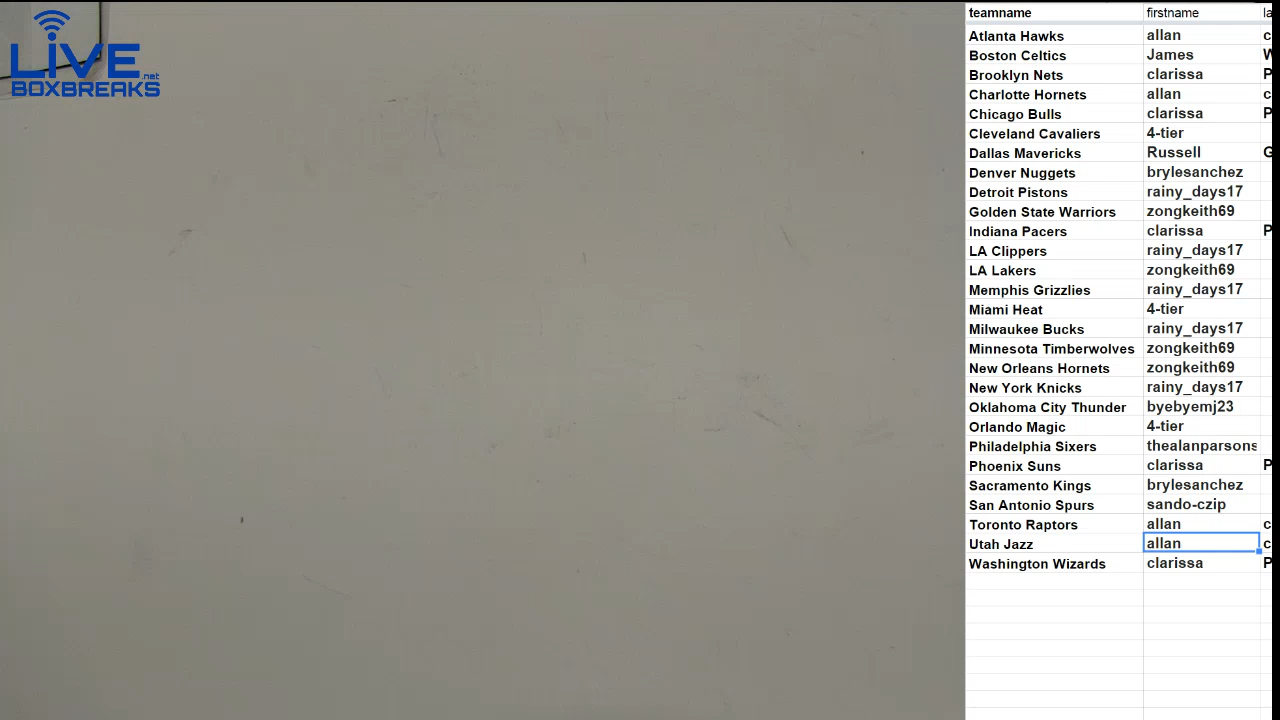 LIVE.net
BOXBREAKS
teamname firstname la
Atlanta Hawks allan c
Boston Celtics James W
Brooklyn Nets clarissa P
Charlotte Hornets allan c
Chicago Bulls clarissa P
Cleveland Cavaliers 4-tier
Dallas Mavericks Russell G
Denver Nuggets brylesanchez
Detroit Pistons rainy_days17
Golden State Warriors zongkeith69
Indiana Pacers clarissa P
LA Clippers rainy_days17
LA Lakers zongkeith69
Memphis Grizzlies rainy_days17
Miami Heat 4-tier
Milwaukee Bucks rainy_days17
Minnesota Timberwolves zongkeith69
New Orleans Hornets zongkeith69
New York Knicks rainy_days17
Oklahoma City Thunder byebyemj23
Orlando Magic 4-tier
Philadelphia Sixers thealanparsons
Phoenix Suns clarissa P
Sacramento Kings brylesanchez
San Antonio Spurs sando-czip
Toronto Raptors allan c
Utah Jazz allan c
Washington Wizards clarissa P